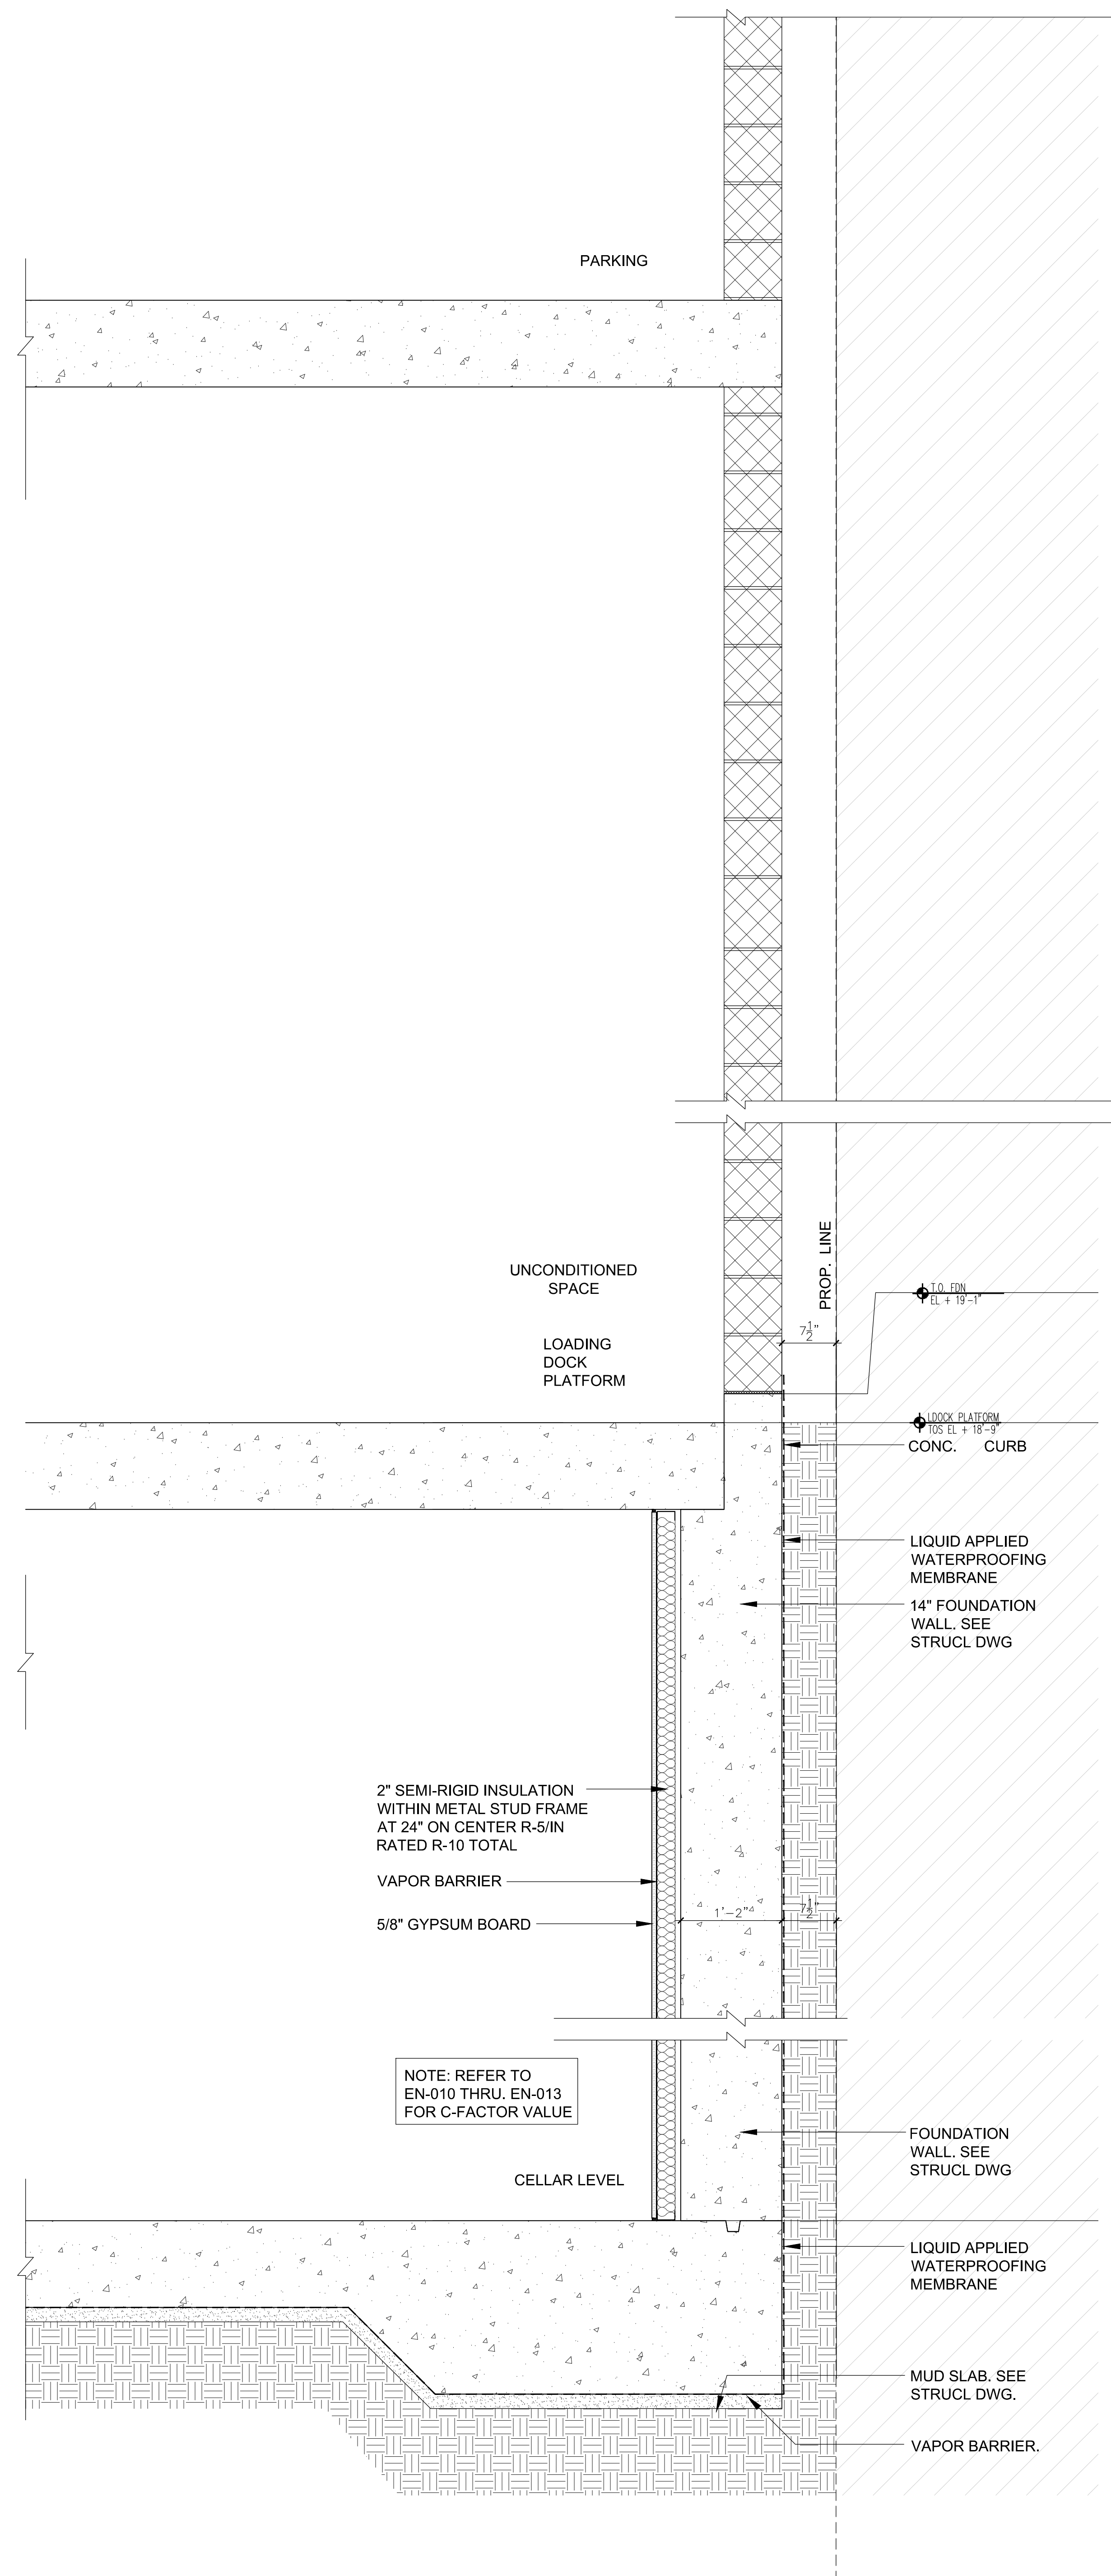 PARKING
PROP. LINE
UNCONDITIONED
SPACE
T.O. FDN
EL + 19'-1"
7 1/2"
LOADING
DOCK
PLATFORM
LDOCK PLATFORM
TOS EL + 18'-9"
CONC. CURB
LIQUID APPLIED
WATERPROOFING
MEMBRANE
14" FOUNDATION
WALL. SEE
STRUCL DWG
2" SEMI-RIGID INSULATION
WITHIN METAL STUD FRAME
AT 24" ON CENTER R-5/IN
RATED R-10 TOTAL
VAPOR BARRIER
5/8" GYPSUM BOARD
1'-2"
7 1/2"
NOTE: REFER TO
EN-010 THRU. EN-013
FOR C-FACTOR VALUE
FOUNDATION
WALL. SEE
STRUCL DWG
CELLAR LEVEL
LIQUID APPLIED
WATERPROOFING
MEMBRANE
MUD SLAB. SEE
STRUCL DWG.
VAPOR BARRIER.